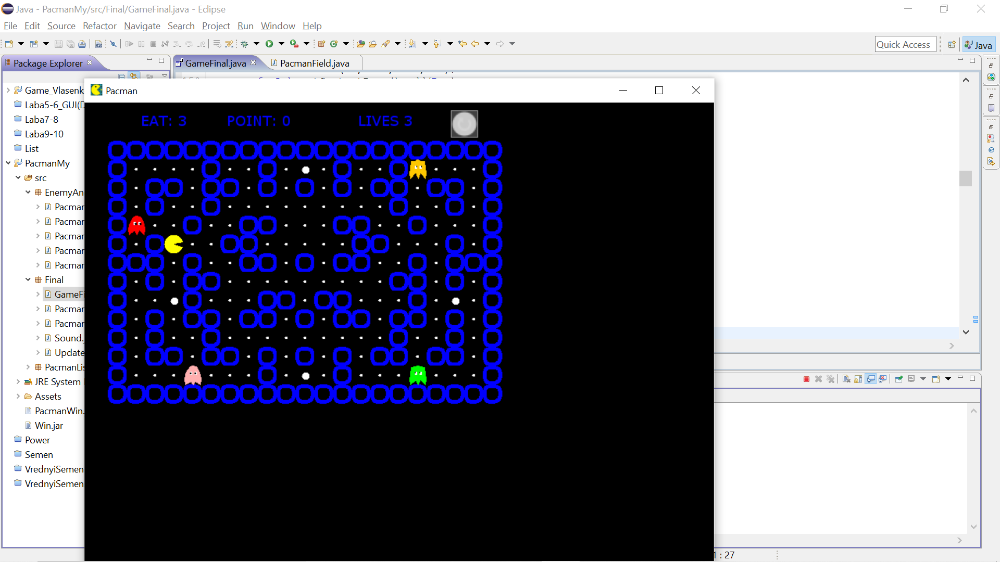 Java - PacmanMy/src/Final/GameFinal.java - Eclipse
File Edit Source Refactor Navigate Search Project Run Window Help
Quick Access
Java
Package Explorer
GameFinal.java
PacmanField.java
Game_Vlasenk
Pacman
Laba5-6_GUI(D
Laba7-8
EAT: 3 POINT: 0 LIVES 3
Laba9-10
List
PacmanMy
src
EnemyAn
Pacmar
Pacmar
Pacmar
Pacmar
Pacmar
Final
GameFi
Pacmar
Pacmar
Sound.
Update
PacmanLis
JRE System
Assets
PacmanWin.
Win.jar
Power
Semen
VrednyiSemen
VrednyiSemen
: 27